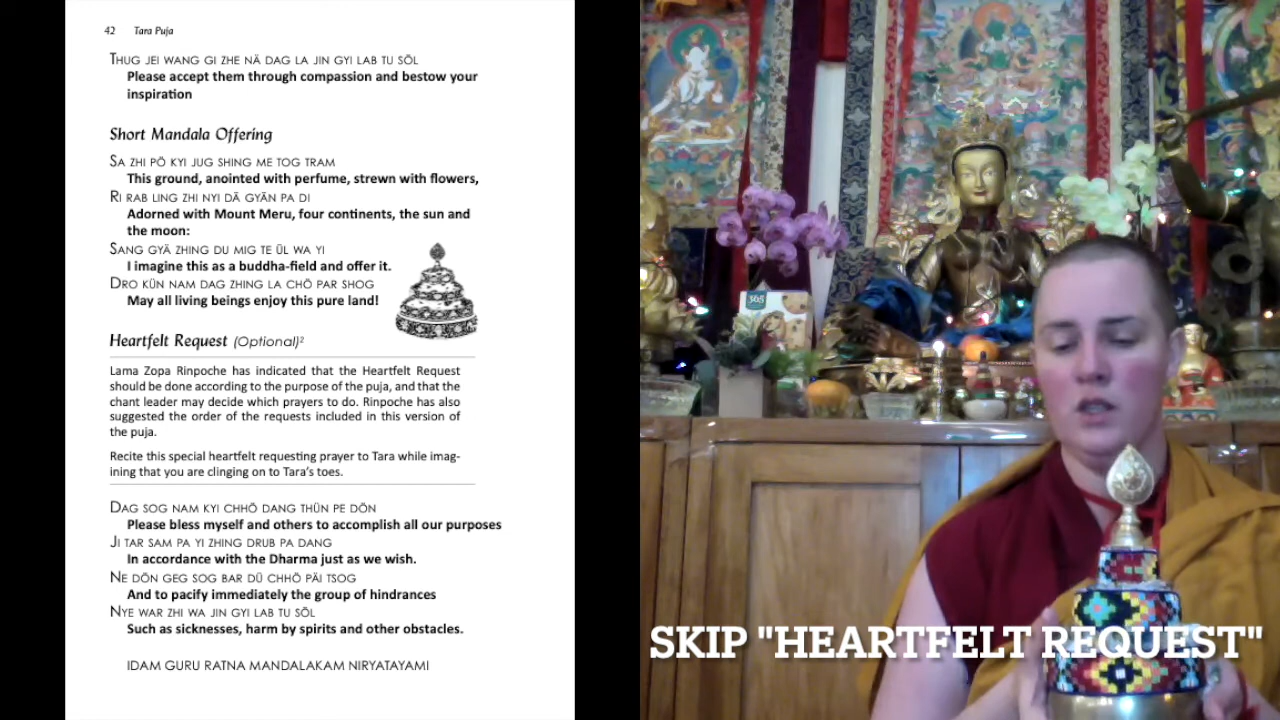 42 Tara Puja
THUG JEI WANG GI ZHE NÄ DAG LA JIN GYI LAB TU SÖL
Please accept them through compassion and bestow your
inspiration
Short Mandala Offering
SA ZHI PÖ KYI JUG SHING ME TOG TRAM
This ground, anointed with perfume, strewn with flowers,
RI RAB LING ZHI NYI DÄ GYÄN PA DI
Adorned with Mount Meru, four continents, the sun and
the moon:
SANG GYÄ ZHING DU MIG TE ÜL WA YI
I imagine this as a buddha-field and offer it.
DRO KÜN NAM DAG ZHING LA CHÖ PAR SHOG
May all living beings enjoy this pure land!
Heartfelt Request (Optional)²
Lama Zopa Rinpoche has indicated that the Heartfelt Request
should be done according to the purpose of the puja, and that the
chant leader may decide which prayers to do. Rinpoche has also
suggested the order of the requests included in this version of
the puja.
Recite this special heartfelt requesting prayer to Tara while imag-
ining that you are clinging on to Tara's toes.
DAG SOG NAM KYI CHHÖ DANG THÜN PE DÖN
Please bless myself and others to accomplish all our purposes
JI TAR SAM PA YI ZHING DRUB PA DANG
In accordance with the Dharma just as we wish.
NE DÖN GEG SOG BAR DÜ CHHÖ PÄI TSOG
And to pacify immediately the group of hindrances
NYE WAR ZHI WA JIN GYI LAB TU SÖL
Such as sicknesses, harm by spirits and other obstacles.
IDAM GURU RATNA MANDALAKAM NIRYATAYAMI
365
SKIP "HEARTFELT REQUEST"